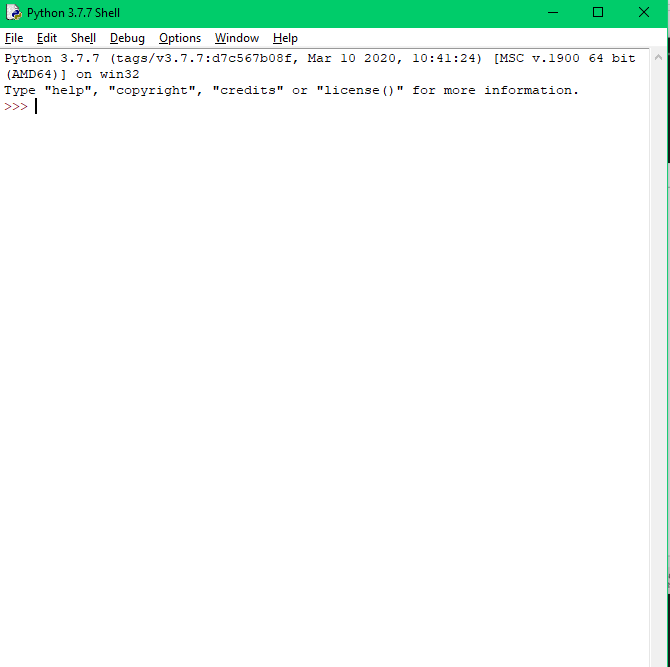 Python 3.7.7 Shell
File Edit Shell Debug Options Window Help
Python 3.7.7 (tags/v3.7.7:d7c567b08f, Mar 10 2020, 10:41:24) [MSC v.1900 64 bit
(AMD64)] on win32
Type "help", "copyright", "credits" or "license()" for more information.
>>>